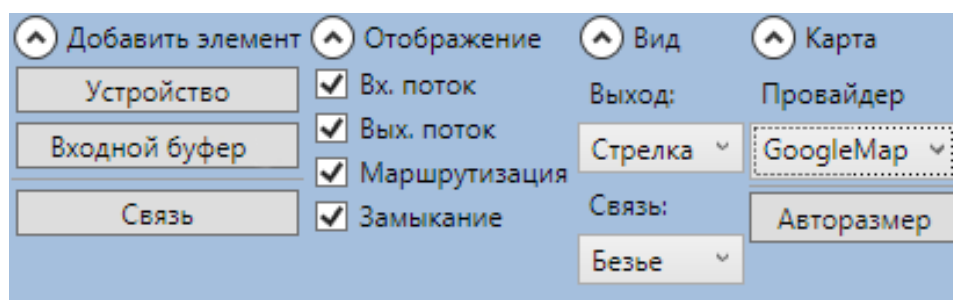 Добавить элемент
Устройство
Входной буфер
Связь
Отображение
Вх. поток
Вых. поток
Маршрутизация
Замыкание
Вид
Выход:
Стрелка
Связь:
Безье
Карта
Провайдер
GoogleMap
Авторазмер